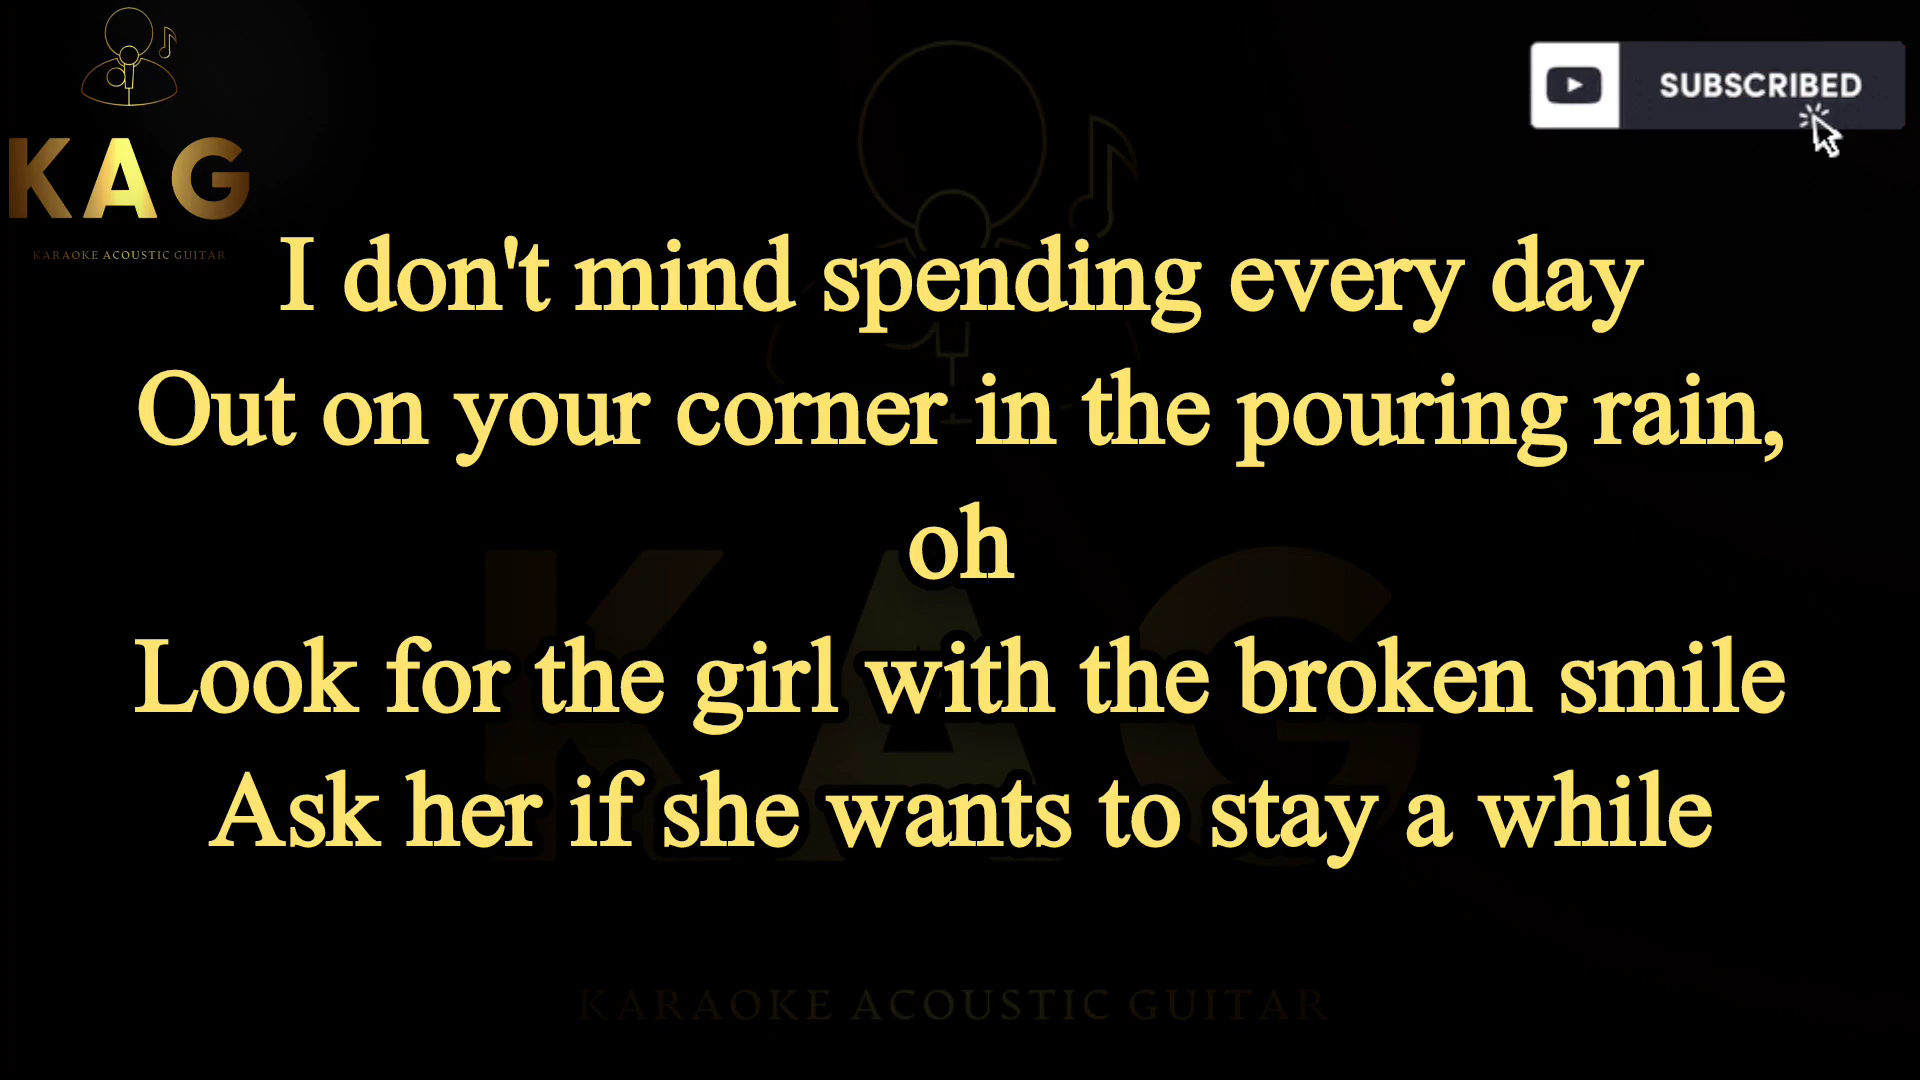 KAG
KARAOKE ACOUSTIC GUITAR
SUBSCRIBED
I don't mind spending every day
Out on your corner in the pouring rain,
oh
Look for the girl with the broken smile
Ask her if she wants to stay a while
KAG
KARAOKE ACOUSTIC GUITAR